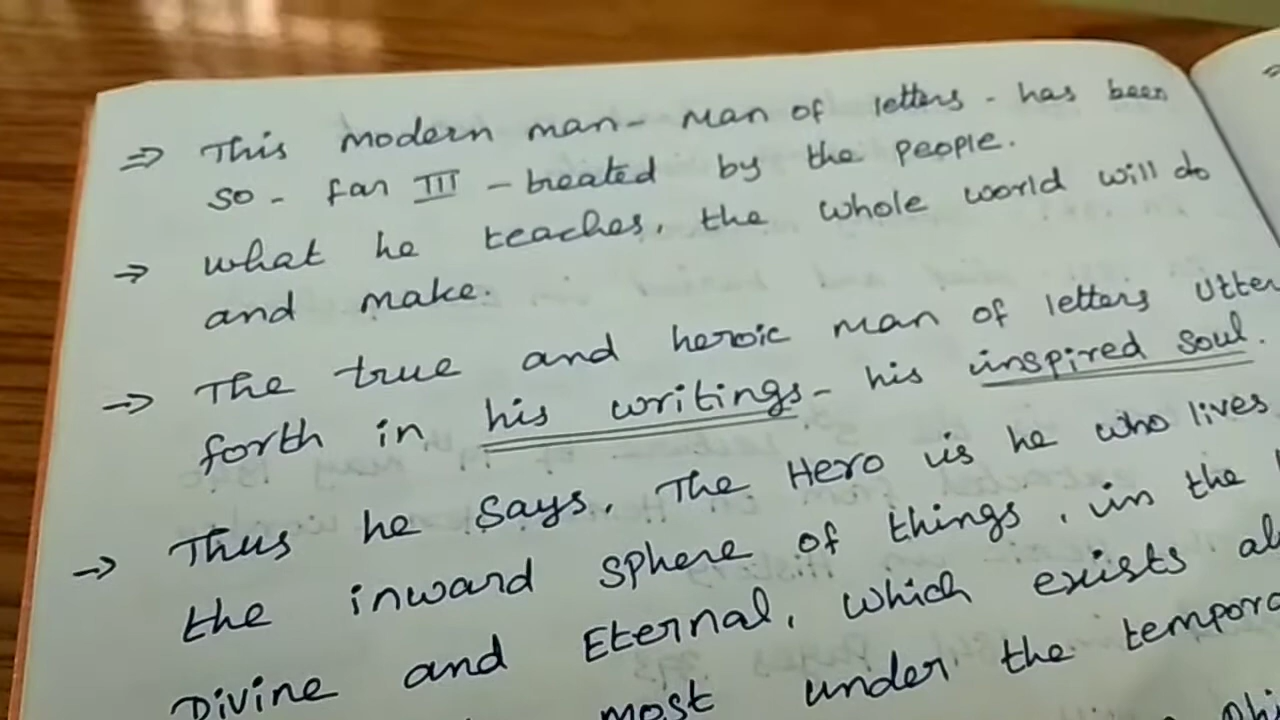 ⇒ This modern man - Man of letters - has been
so - far III - treated by the people.
⇒ what he teaches, the whole world will do
and make.
⇒ The true and heroic man of letters utter
forth in his writings - his inspired soul.
⇒ Thus he says, The Hero is he who lives
the inward sphere of things, in the
Divine and Eternal, which exists al
most under the tempora